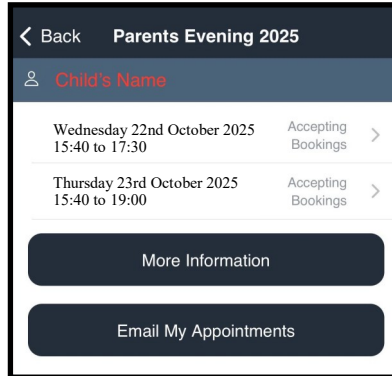 Back Parents Evening 2025
Child's Name
Wednesday 22nd October 2025
15:40 to 17:30
Accepting
Bookings
Thursday 23rd October 2025
15:40 to 19:00
Accepting
Bookings
More Information
Email My Appointments